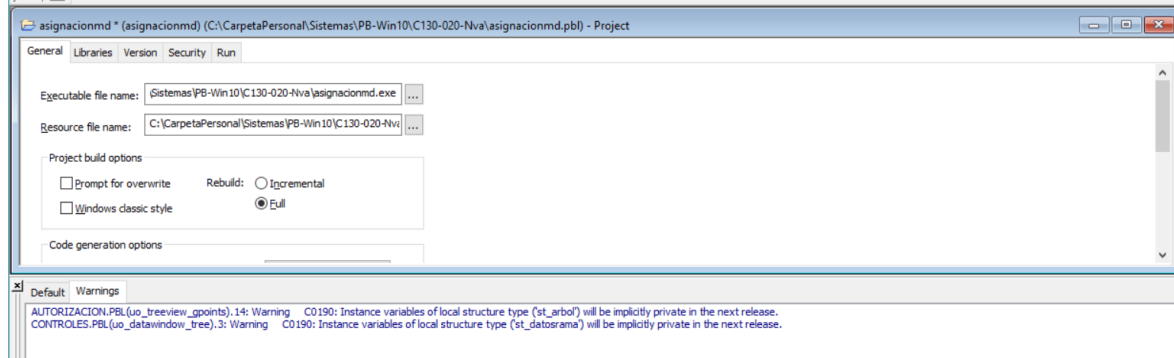 asignacionmd * (asignacionmd) (C:\CarpetaPersonal\Sistemas\PB-Win10\C130-020-Nva\asignacionmd.pbl) - Project
General Libraries Version Security Run
Executable file name: \Sistemas\PB-Win10\C130-020-Nva\asignacionmd.exe ...
Resource file name: C:\CarpetaPersonal\Sistemas\PB-Win10\C130-020-Nva ...
Project build options
Prompt for overwrite Rebuild: Incremental
Windows classic style Full
Code generation options
Default Warnings
AUTORIZACION.PBL(uo_treeview_gpoints).14: Warning C0190: Instance variables of local structure type ('st_arbol') will be implicitly private in the next release.
CONTROLES.PBL(uo_datawindow_tree).3: Warning C0190: Instance variables of local structure type ('st_datosrama') will be implicitly private in the next release.